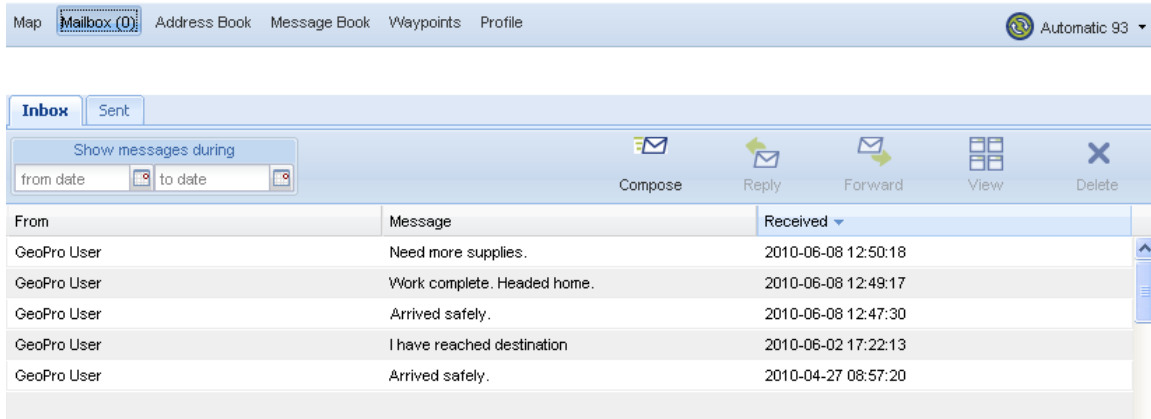 Map Mailbox (0) Address Book Message Book Waypoints Profile Automatic 93
Inbox Sent
Show messages during
from date to date
Compose Reply Forward View Delete
From Message Received
GeoPro User Need more supplies. 2010-06-08 12:50:18
GeoPro User Work complete. Headed home. 2010-06-08 12:49:17
GeoPro User Arrived safely. 2010-06-08 12:47:30
GeoPro User I have reached destination 2010-06-02 17:22:13
GeoPro User Arrived safely. 2010-04-27 08:57:20